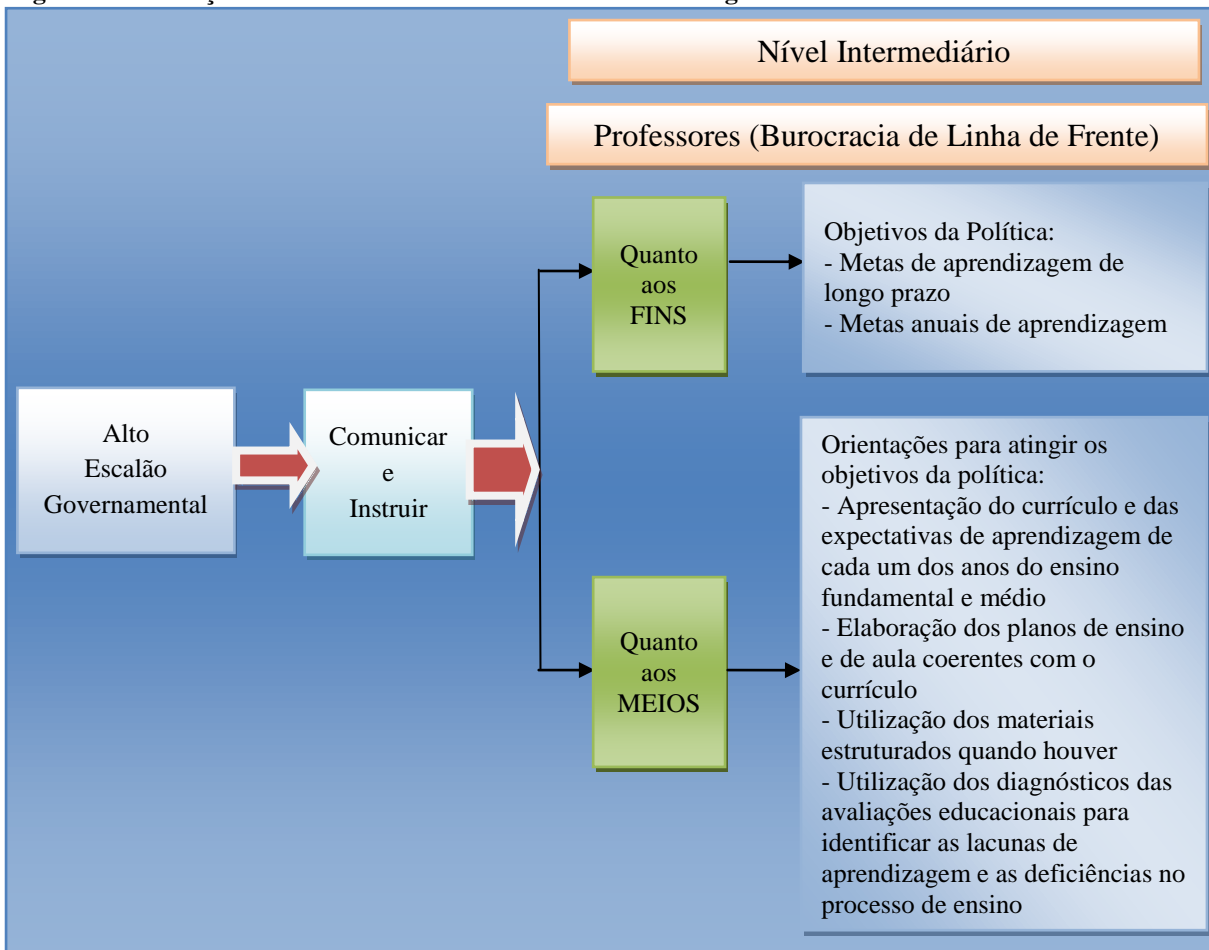 Nível Intermediário
Professores (Burocracia de Linha de Frente)
Quanto
aos
FINS
Objetivos da Política:
- Metas de aprendizagem de
longo prazo
- Metas anuais de aprendizagem
Alto
Escalão
Governamental
Comunicar
e
Instruir
Quanto
aos
MEIOS
Orientações para atingir os
objetivos da política:
- Apresentação do currículo e das
expectativas de aprendizagem de
cada um dos anos do ensino
fundamental e médio
- Elaboração dos planos de ensino
e de aula coerentes com o
currículo
- Utilização dos materiais
estruturados quando houver
- Utilização dos diagnósticos das
avaliações educacionais para
identificar as lacunas de
aprendizagem e as deficiências no
processo de ensino